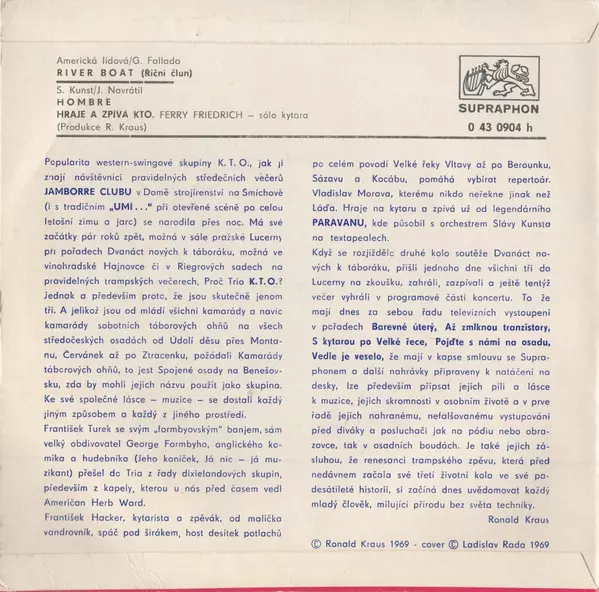 Americká lidová/G. Fallada
RIVER BOAT (Říční člun)
S. Kunst/J. Navrátil
HOMBRE
HRAJE A ZPIVA KTO. FERRY FRIEDRICH – sólo kytara
(Produkce R. Kraus)
SUPRAPHON
0 43 0904 h
Popularita western-swingové skupiny K. T. O., jak ji
znají návštěvníci pravidelných středečních večerů
JAMBORRE CLUBU v Domě strojírenství na Smíchově
(i s tradičním „UMI...“ při otevřené scéně po celou
letošní zimu a jarc) se narodila přes noc. Má své
začátky pár roků zpět, možná v sále pražské Lucerny
při pořadech Dvanáct nových k táboráku, možná ve
vinohradské Hajnovce či v Riegrových sadech na
pravidelných trampských večerech, Proč Trio K.T.O.?
Jednak a především proto, že jsou skutečně jenom
tři. A jelikož jsou od mládí všichni kamarády a navic
kamarády sobotních táborových ohňů na všech
středočeských osadách od Údolí děsu přes Monta-
nu, Červánek až po Ztracenku, požádali Kamarády
táborových ohňů, to jest Spojené osady na Benešov-
sku, zda by mohli jejich názvu použít jako skupina.
Ke své společné lásce – muzice – se dostali každý
jiným způsobem a každý z jiného prostředí.
František Turek se svým „formbyovským“ banjem, sám
velký obdivovatel George Formbyho, anglického ko-
mika a hudebníka (Jeho koníček, Já nic – já mu-
zikant) přešel do Tria z řady dixielandových skupin,
především z kapely, kterou u nás před časem vedl
Američan Herb Ward.
František Hacker, kytarista a zpěvák, od malička
vandrovník, spáč pod širákem, host desítek potlachů
po celém povodí Velké řeky Vltavy až po Berounku,
Sázavu a Kocábu, pomáhá vybírat repertoár.
Vladislav Morava, kterému nikdo neřekne jinak než
Láďa. Hraje na kytaru a zpívá už od legendárního
PARAVANU, kde působil s orchestrem Slávy Kunsta
na textapealech.
Když se rozjíždělc druhé kolo soutěže Dvanáct no-
vých k táboráku, přišli jednoho dne všichni tři do
Lucerny na zkoušku, zahráli, zazpívali a ještě tentýž
večer vyhráli v programové části koncertu. To že
mají dnes za sebou řadu televizních vystoupení
v pořadech Barevné úterý, Až zmlknou tranzistory,
S kytarou po Velké řece, Pojďte s námi na osadu,
Vedle je veselo, že mají v kapse smlouvu se Supra-
phonem a další nahrávky připraveny k natáčení na
desky, lze především připsat jejich píli a lásce
k muzice, jejich skromnosti v osobním životě a v prve
řadě jejich nahranému, nefalšovanému vystupování
před diváky a posluchači jak na pódiu nebo obra-
zovce, tak v osadních boudách. Je také jejich zá-
sluhou, že renesanci trampského zpěvu, která před
nedávnem začala své třetí životní kolo ve své pa-
desátileté historii, si začíná dnes uvědomovat každý
mladý člověk, milující přírodu bez světa techniky.
Ronald Kraus
© Ronald Kraus 1969 - cover © Ladislav Rada 1969